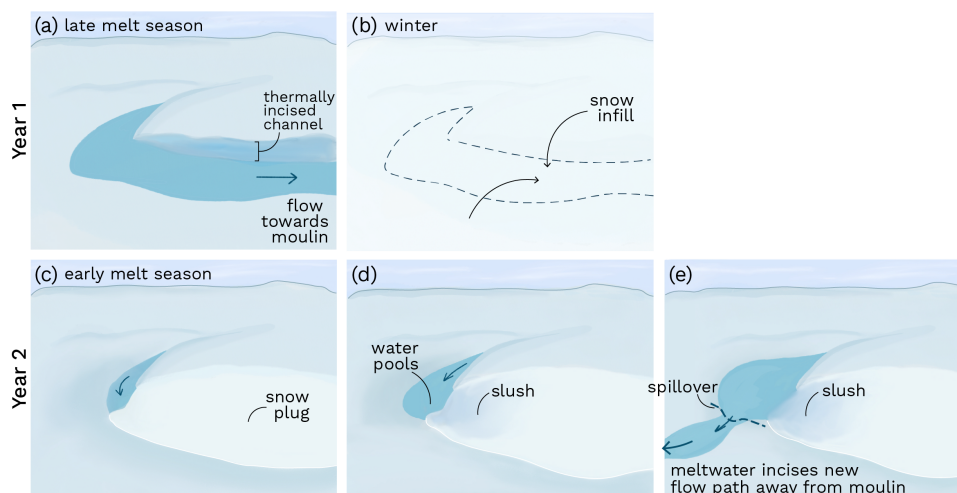 (a) late melt season
(b) winter
Year 1
thermally
incised
channel
flow
towards
moulin
snow
infill
(c) early melt season
(d)
(e)
Year 2
snow
plug
water
pools
slush
spillover
slush
meltwater incises new
flow path away from moulin